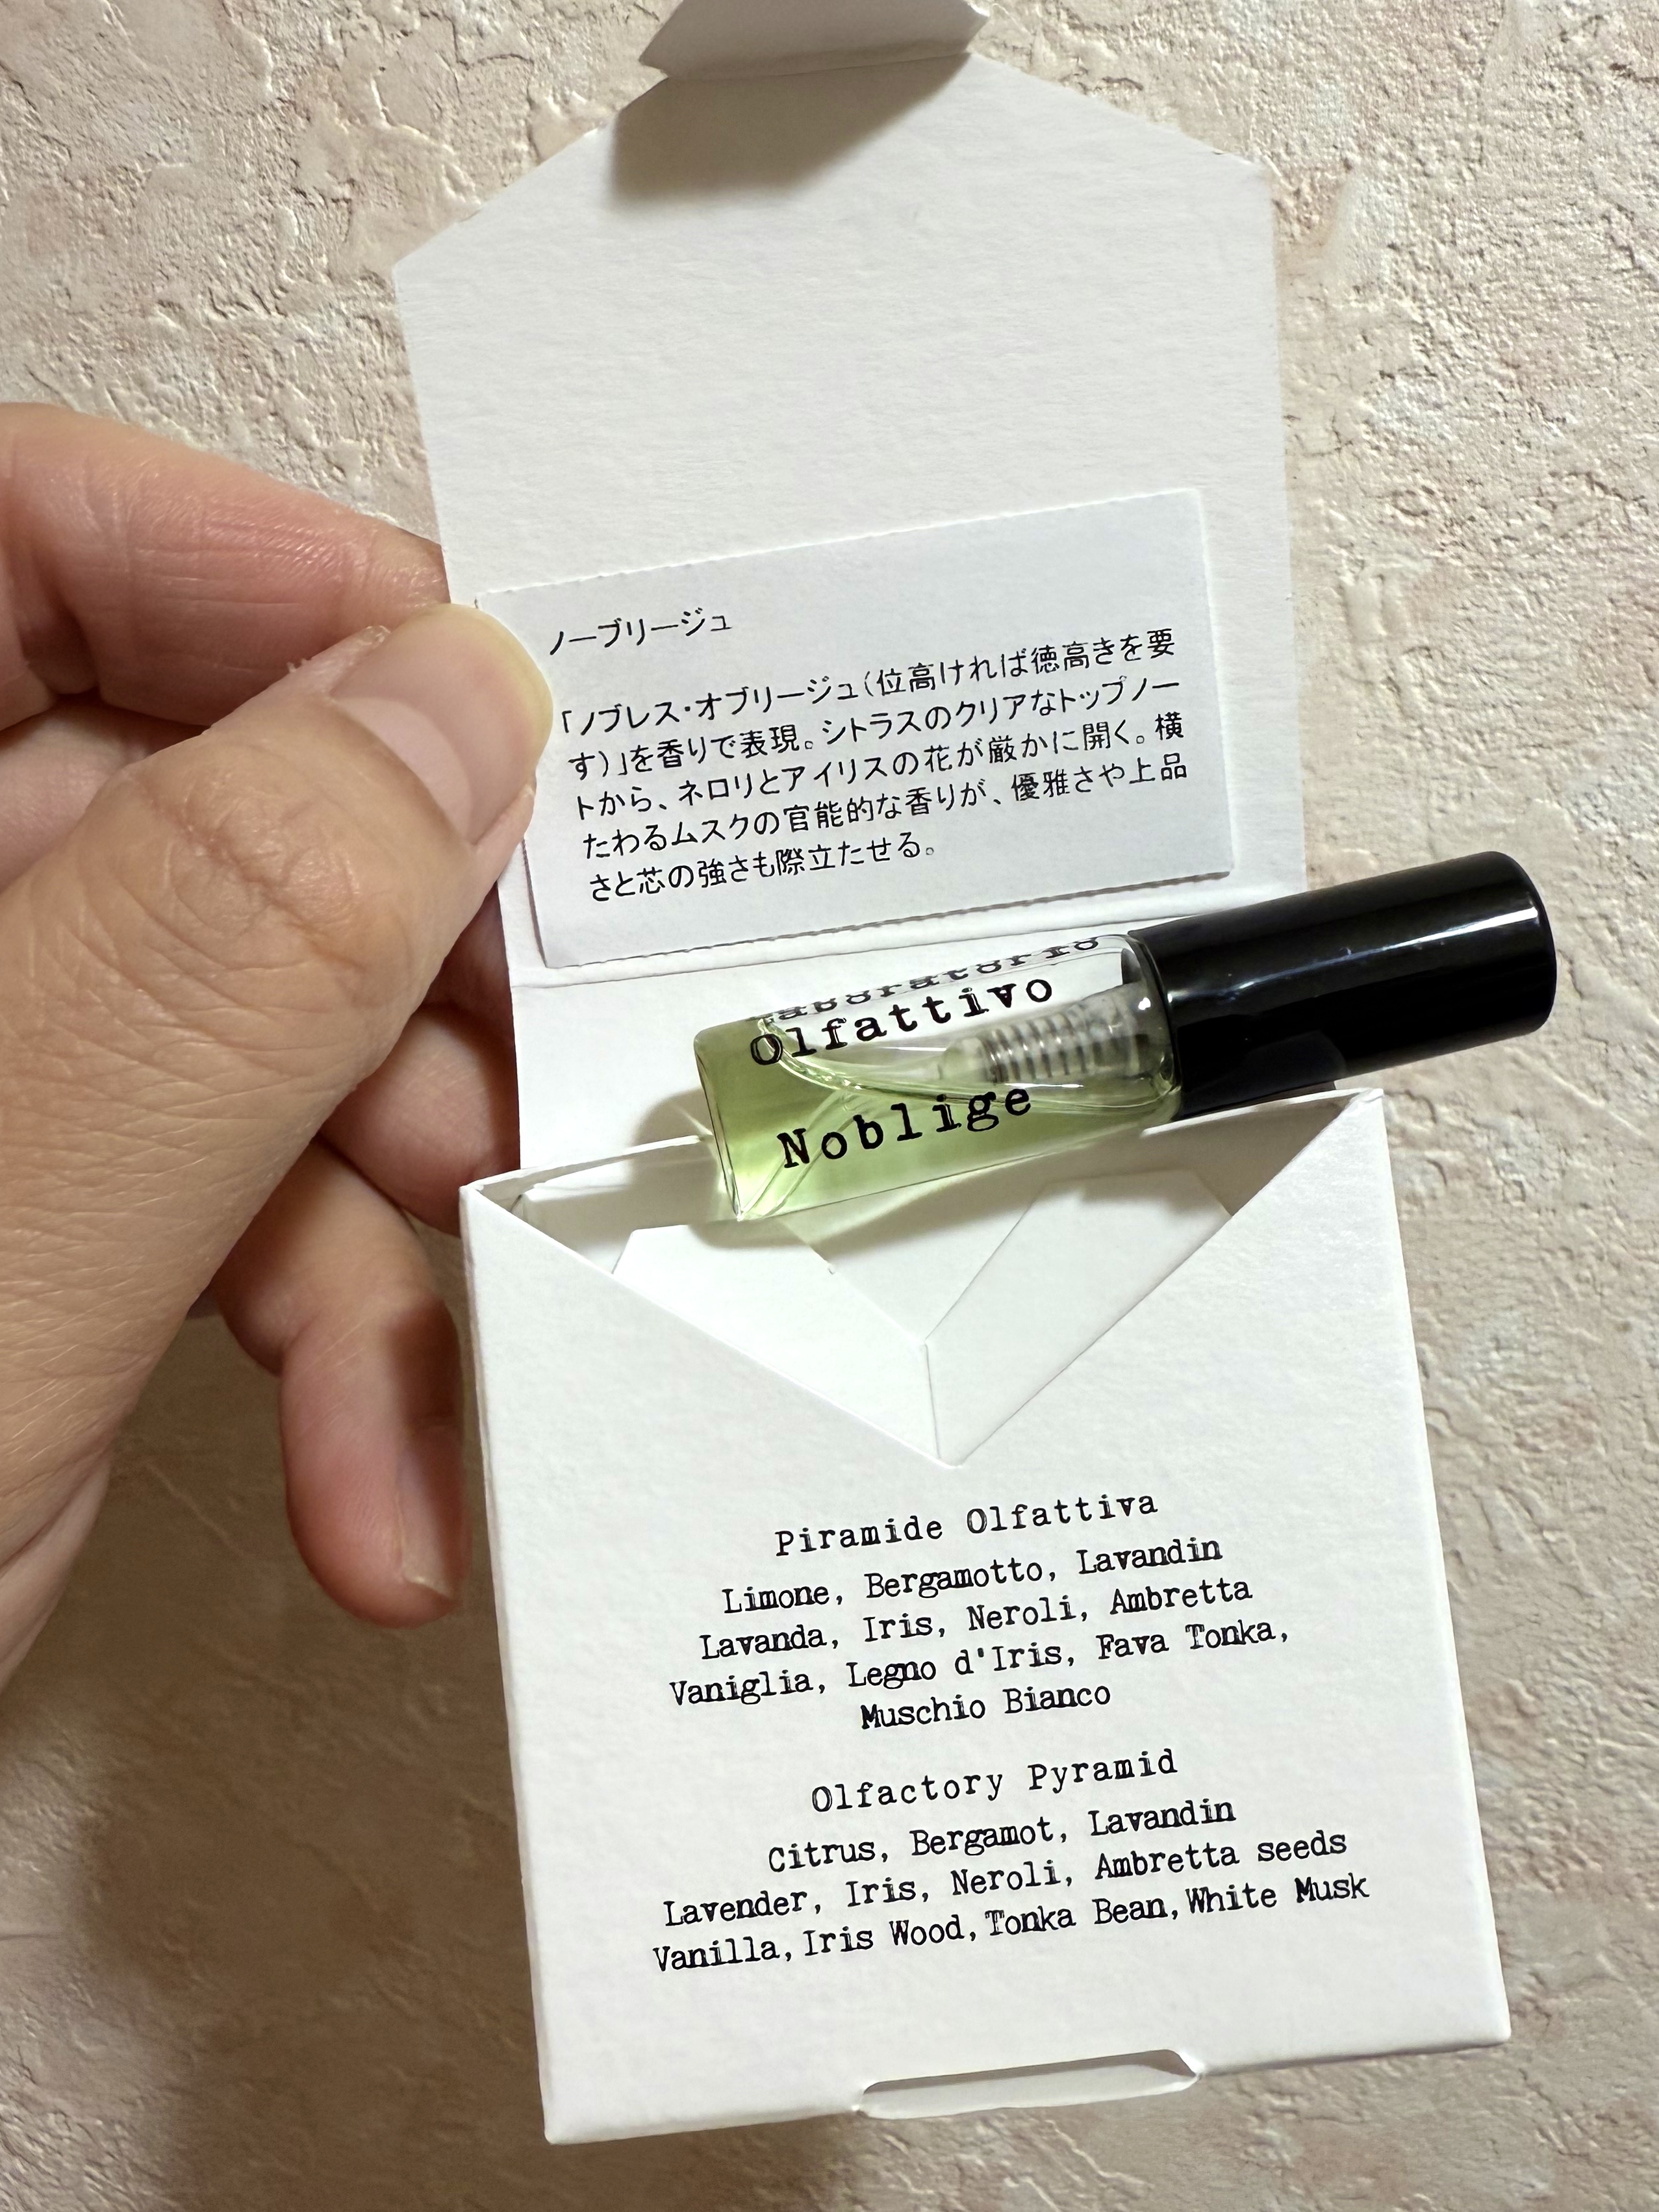 ノーブリージュ
「ノブレス・オブリージュ(位高ければ徳高きを要
す)」を香りで表現。シトラスのクリアなトップノー
トから、ネロリとアイリスの花が厳かに開く。横
たわるムスクの官能的な香りが、優雅さや上品
さと芯の強さも際立たせる。
Laboratorio
Olfattivo
Noblige
Piramide Olfattiva
Limone, Bergamotto, Lavandin
Lavanda, Iris, Neroli, Ambretta
Vaniglia, Legno d'Iris, Fava Tonka,
Muschio Bianco
Olfactory Pyramid
Citrus, Bergamot, Lavandin
Lavender, Iris, Neroli, Ambretta seeds
Vanilla, Iris Wood, Tonka Bean, White Musk